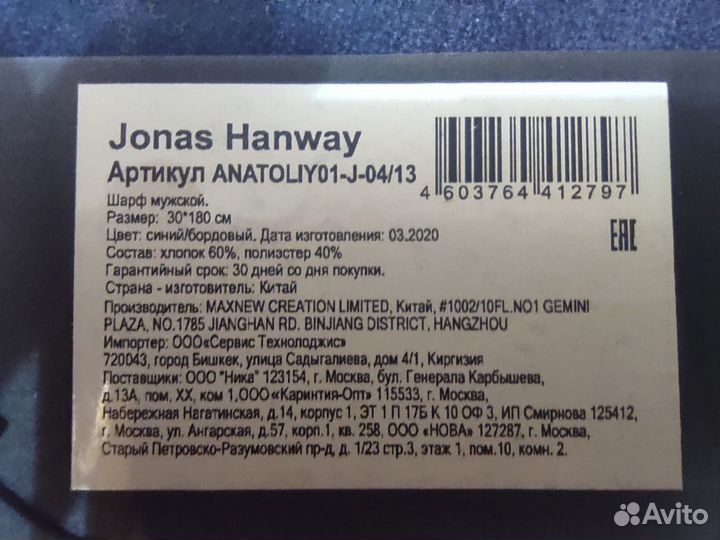 Jonas Hanway
Артикул ANATOLIY01-J-04/13
4 603764 412797
Шарф мужской.
Размер: 30*180 см
Цвет: синий/бордовый. Дата изготовления: 03.2020
Состав: хлопок 60%, полиэстер 40%
Гарантийный срок: 30 дней со дня покупки.
Страна - изготовитель: Китай
EAC
Производитель: MAXNEW CREATION LIMITED, Китай, #1002/10FL.NO1 GEMINI
PLAZA, NO.1785 JIANGHAN RD. BINJIANG DISTRICT, HANGZHOU
Импортер: ООО«Сервис Технолоджис»
720043, город Бишкек, улица Садыгалиева, дом 4/1, Киргизия
Поставщики: ООО "Ника" 123154, г. Москва, бул. Генерала Карбышева,
д.13А, пом. XX, ком 1,ООО«Каринтия-Опт» 115533, г. Москва,
Набережная Нагатинская, д.14, корпус 1, ЭТ 1 П 17Б К 10 ОФ 3, ИП Смирнова 125412,
г. Москва, ул. Ангарская, д.57, корп.1, кв. 258, ООО «НОВА» 127287, г. Москва,
Старый Петровско-Разумовский пр-д, д. 1/23 стр.3, этаж 1, пом.10, комн. 2.
Avito